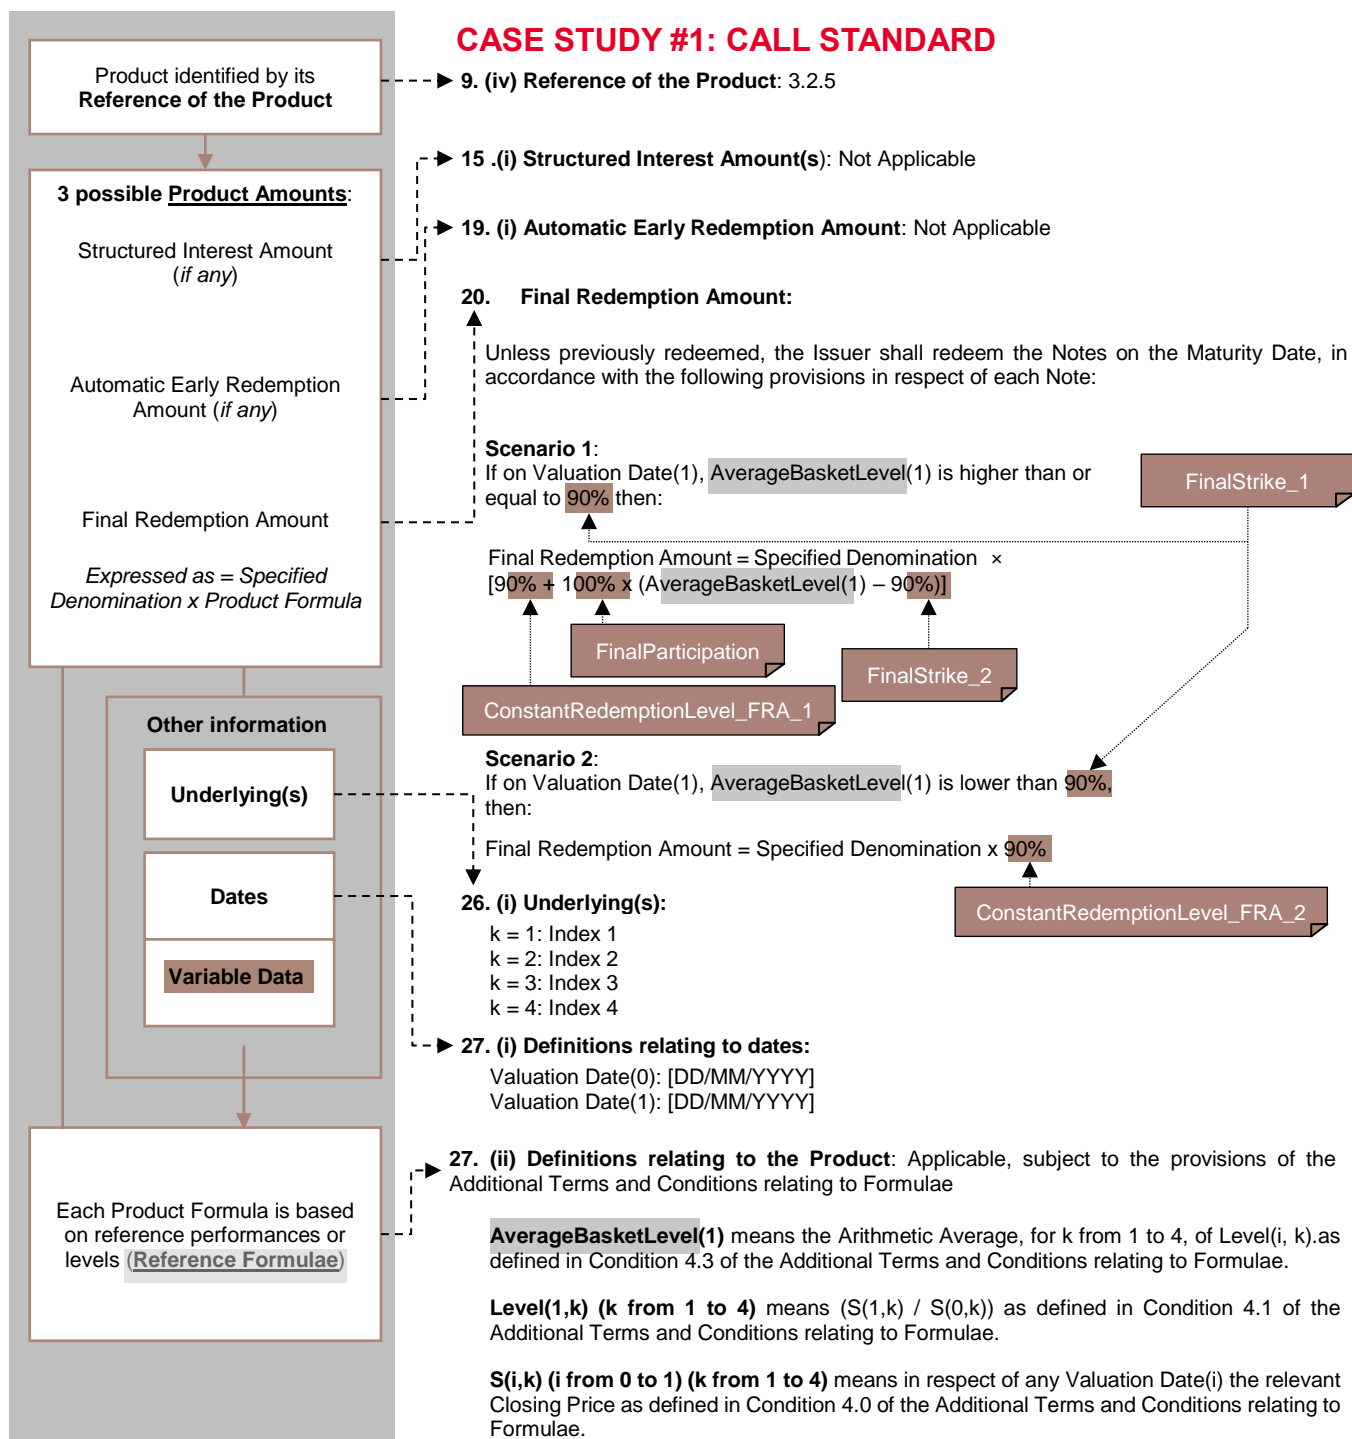 CASE STUDY #1: CALL STANDARD
Product identified by its
Reference of the Product
9. (iv) Reference of the Product: 3.2.5
3 possible Product Amounts:
Structured Interest Amount
(if any)
Automatic Early Redemption
Amount (if any)
Final Redemption Amount
Expressed as = Specified
Denomination x Product Formula
15 .(i) Structured Interest Amount(s): Not Applicable
19. (i) Automatic Early Redemption Amount: Not Applicable
20. Final Redemption Amount:
Unless previously redeemed, the Issuer shall redeem the Notes on the Maturity Date, in
accordance with the following provisions in respect of each Note:
Scenario 1:
If on Valuation Date(1), AverageBasketLevel(1) is higher than or
equal to 90% then:
FinalStrike_1
Final Redemption Amount = Specified Denomination ×
[90% + 100% x (AverageBasketLevel(1) – 90%)]
FinalParticipation
FinalStrike_2
ConstantRedemptionLevel_FRA_1
Scenario 2:
If on Valuation Date(1), AverageBasketLevel(1) is lower than 90%,
then:
Final Redemption Amount = Specified Denomination x 90%
ConstantRedemptionLevel_FRA_2
Other information
Underlying(s)
Dates
Variable Data
26. (i) Underlying(s):
k = 1: Index 1
k = 2: Index 2
k = 3: Index 3
k = 4: Index 4
27. (i) Definitions relating to dates:
Valuation Date(0): [DD/MM/YYYY]
Valuation Date(1): [DD/MM/YYYY]
Each Product Formula is based
on reference performances or
levels (Reference Formulae)
27. (ii) Definitions relating to the Product: Applicable, subject to the provisions of the
Additional Terms and Conditions relating to Formulae
AverageBasketLevel(1) means the Arithmetic Average, for k from 1 to 4, of Level(i, k).as
defined in Condition 4.3 of the Additional Terms and Conditions relating to Formulae.
Level(1,k) (k from 1 to 4) means (S(1,k) / S(0,k)) as defined in Condition 4.1 of the
Additional Terms and Conditions relating to Formulae.
S(i,k) (i from 0 to 1) (k from 1 to 4) means in respect of any Valuation Date(i) the relevant
Closing Price as defined in Condition 4.0 of the Additional Terms and Conditions relating to
Formulae.